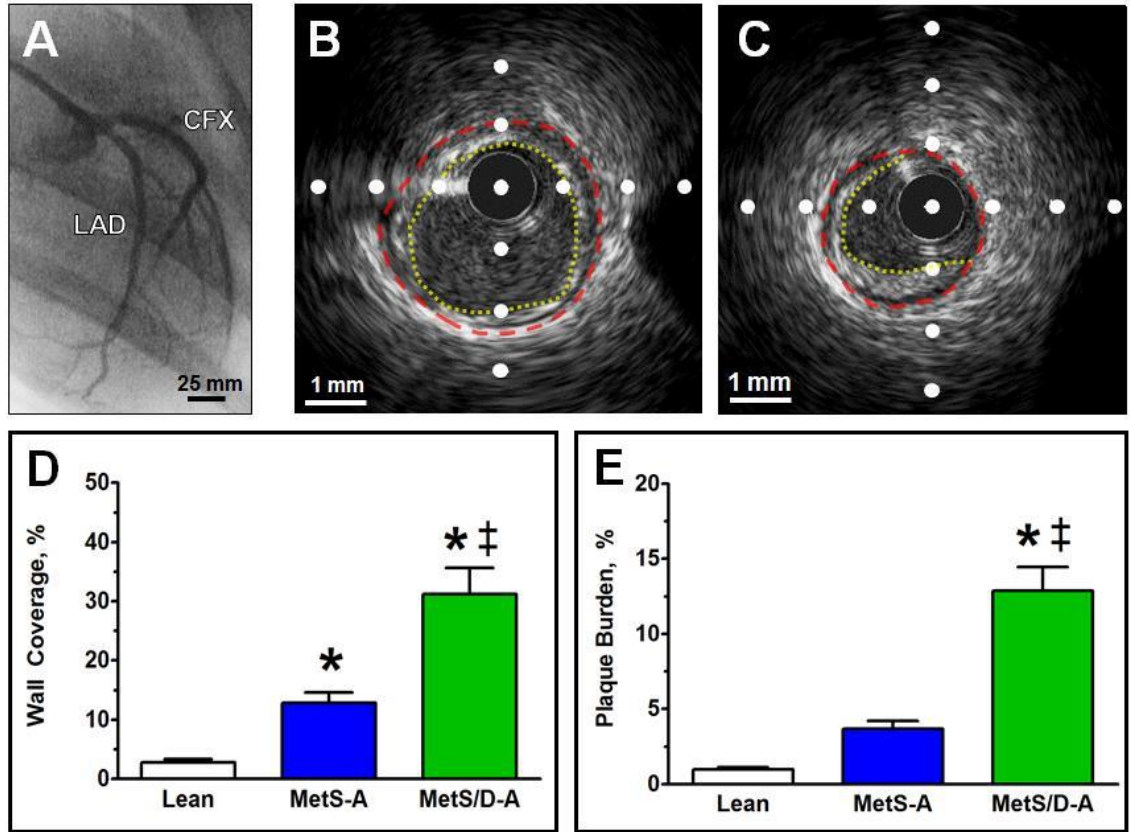 A
CFX
LAD
25 mm
B
1 mm
C
1 mm
D
Wall Coverage, %
50
40
30
20
10
0
*
* ‡
Lean
MetS-A
MetS/D-A
E
Plaque Burden, %
20
15
10
5
0
* ‡
Lean
MetS-A
MetS/D-A